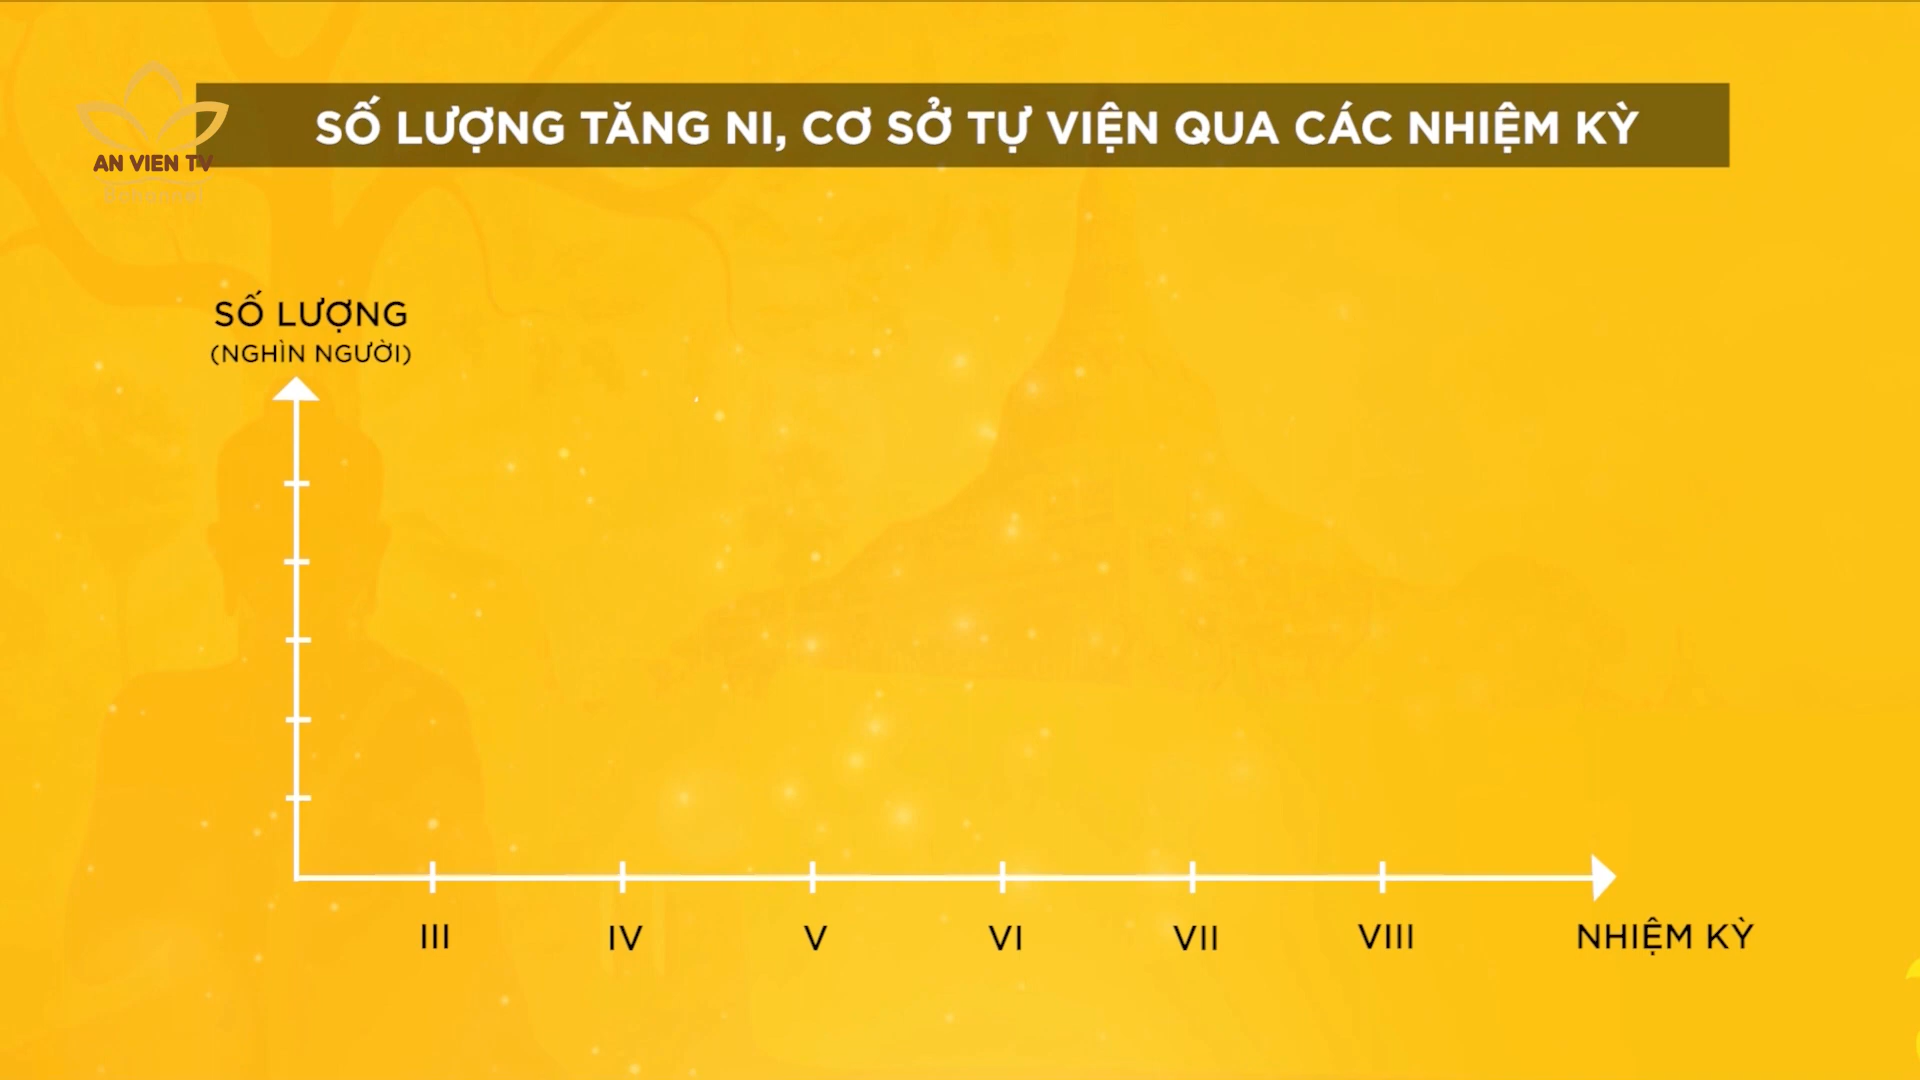 SỐ LƯỢNG TĂNG NI, CƠ SỞ TỰ VIỆN QUA CÁC NHIỆM KỲ
AN VIEN TV
SỐ LƯỢNG
(NGHÌN NGƯỜI)
III IV V VI VII VIII NHIỆM KỲ